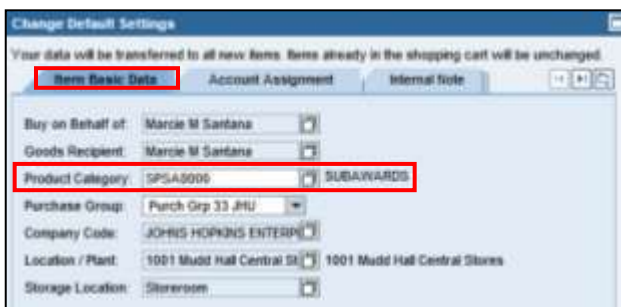 Change Default Settings
Your data will be transferred to all new items. Items already in the shopping cart will be unchanged.
Item Basic Data Account Assignment Internal Note
Buy on Behalf of: Marcie M Santana
Goods Recipient: Marcie M Santana
Product Category: SPSA0006 SUBAWARDS
Purchase Group: Purch Grp 33 JHU
Company Code: JOHNS HOPKINS ENTERPRI
Location / Plant: 1001 Mudd Hall Central St 1001 Mudd Hall Central Stores
Storage Location: Storeroom